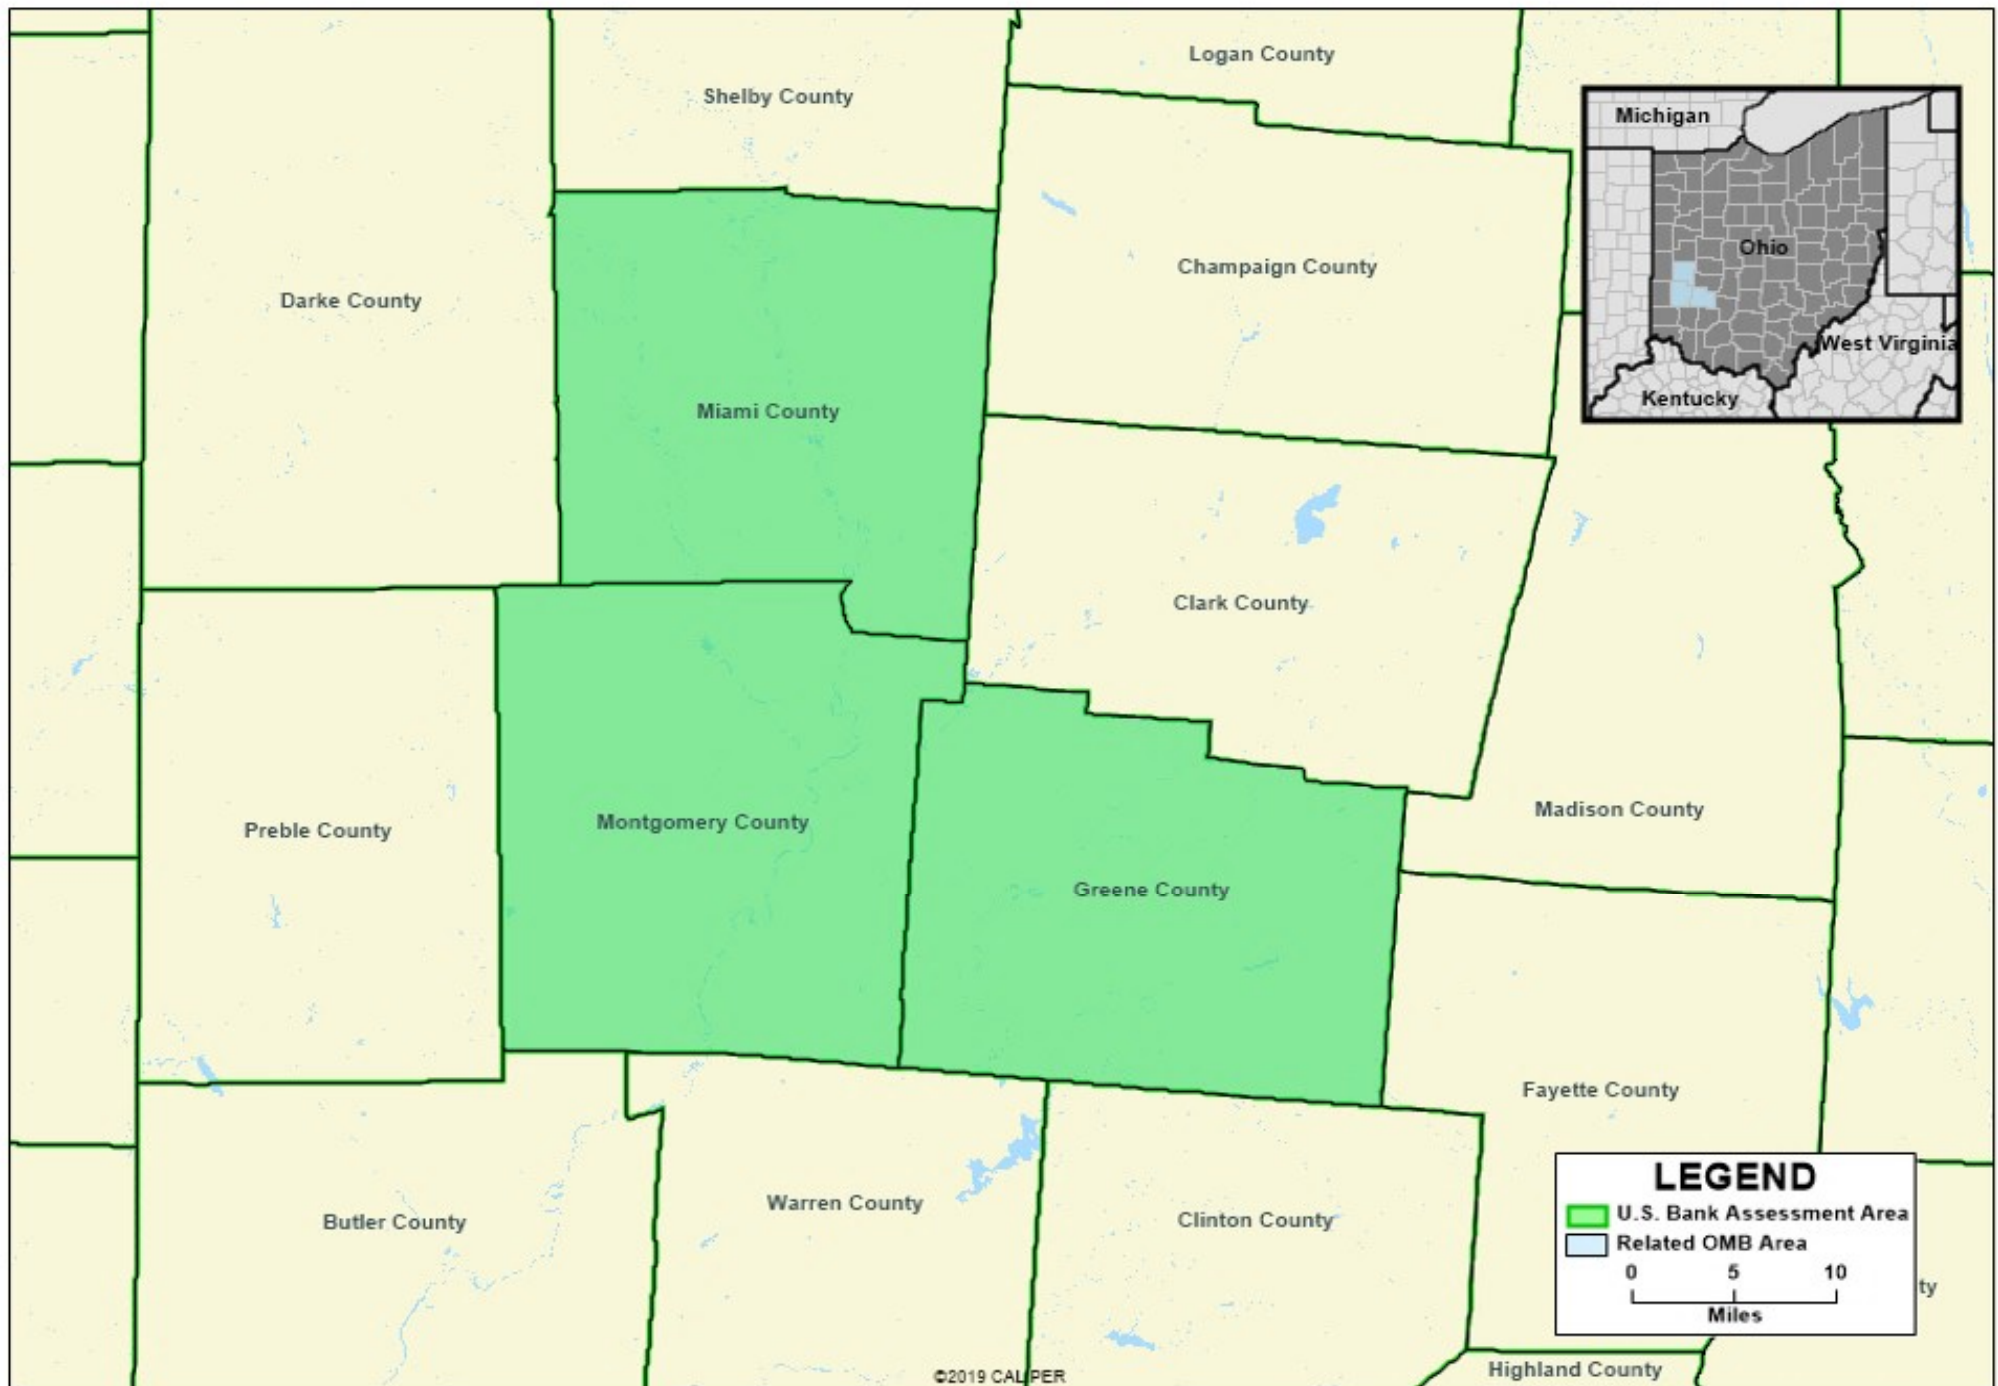 Logan County
Shelby County
Michigan
Ohio
Champaign County
Darke County
West Virginia
Kentucky
Miami County
Clark County
Madison County
Montgomery County
Preble County
Greene County
Fayette County
LEGEND
U.S. Bank Assessment Area
Related OMB Area
0 5 10
Miles
Warren County
Butler County
Clinton County
ty
Highland County
©2019 CALIPER